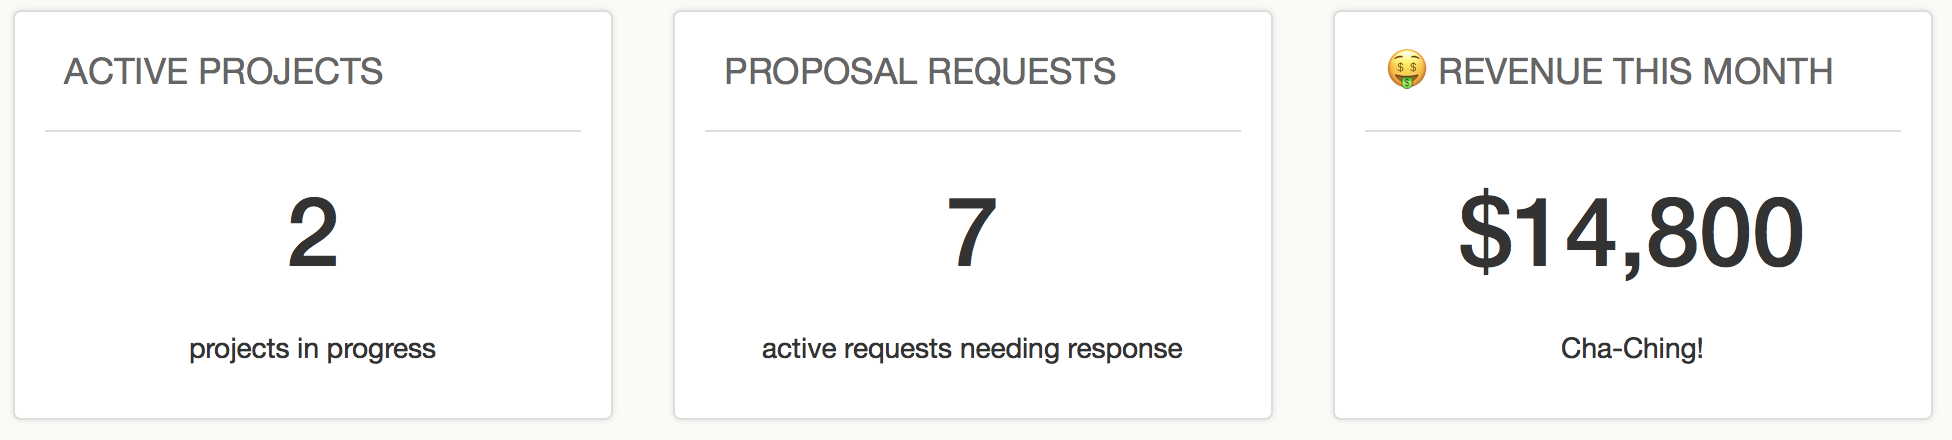 ACTIVE PROJECTS
2
projects in progress
PROPOSAL REQUESTS
7
active requests needing response
🤑 REVENUE THIS MONTH
$14,800
Cha-Ching!